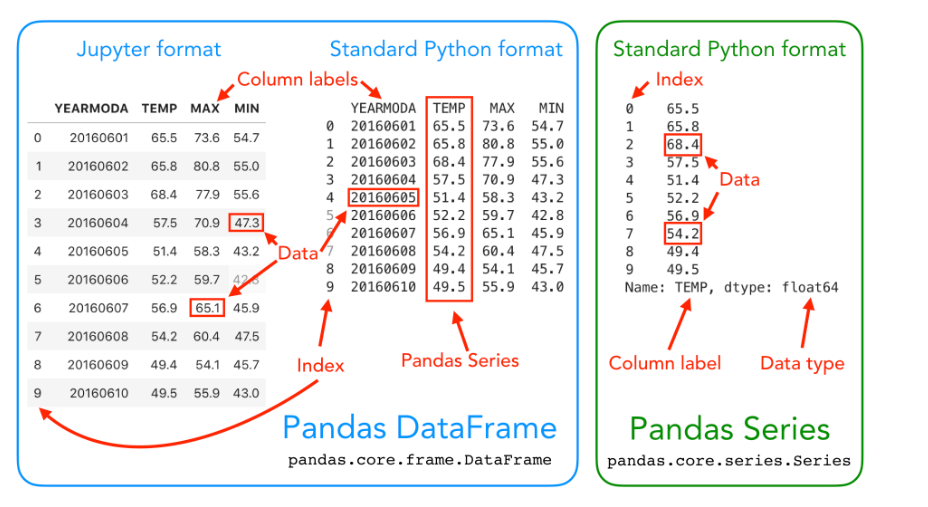 Jupyter format
Standard Python format
Column labels
YEARMODA TEMP MAX MIN
0 20160601 65.5 73.6 54.7
1 20160602 65.8 80.8 55.0
2 20160603 68.4 77.9 55.6
3 20160604 57.5 70.9 47.3
4 20160605 51.4 58.3 43.2
5 20160606 52.2 59.7 42.8
6 20160607 56.9 65.1 45.9
7 20160608 54.2 60.4 47.5
8 20160609 49.4 54.1 45.7
9 20160610 49.5 55.9 43.0
YEARMODA TEMP MAX MIN
0 20160601 65.5 73.6 54.7
1 20160602 65.8 80.8 55.0
2 20160603 68.4 77.9 55.6
3 20160604 57.5 70.9 47.3
4 20160605 51.4 58.3 43.2
5 20160606 52.2 59.7 42.8
6 20160607 56.9 65.1 45.9
7 20160608 54.2 60.4 47.5
8 20160609 49.4 54.1 45.7
9 20160610 49.5 55.9 43.0
Data
Index
Pandas Series
Pandas DataFrame
pandas.core.frame.DataFrame
Standard Python format
Index
0 65.5
1 65.8
2 68.4
3 57.5
4 51.4
5 52.2
6 56.9
7 54.2
8 49.4
9 49.5
Name: TEMP, dtype: float64
Data
Column label
Data type
Pandas Series
pandas.core.series.Series